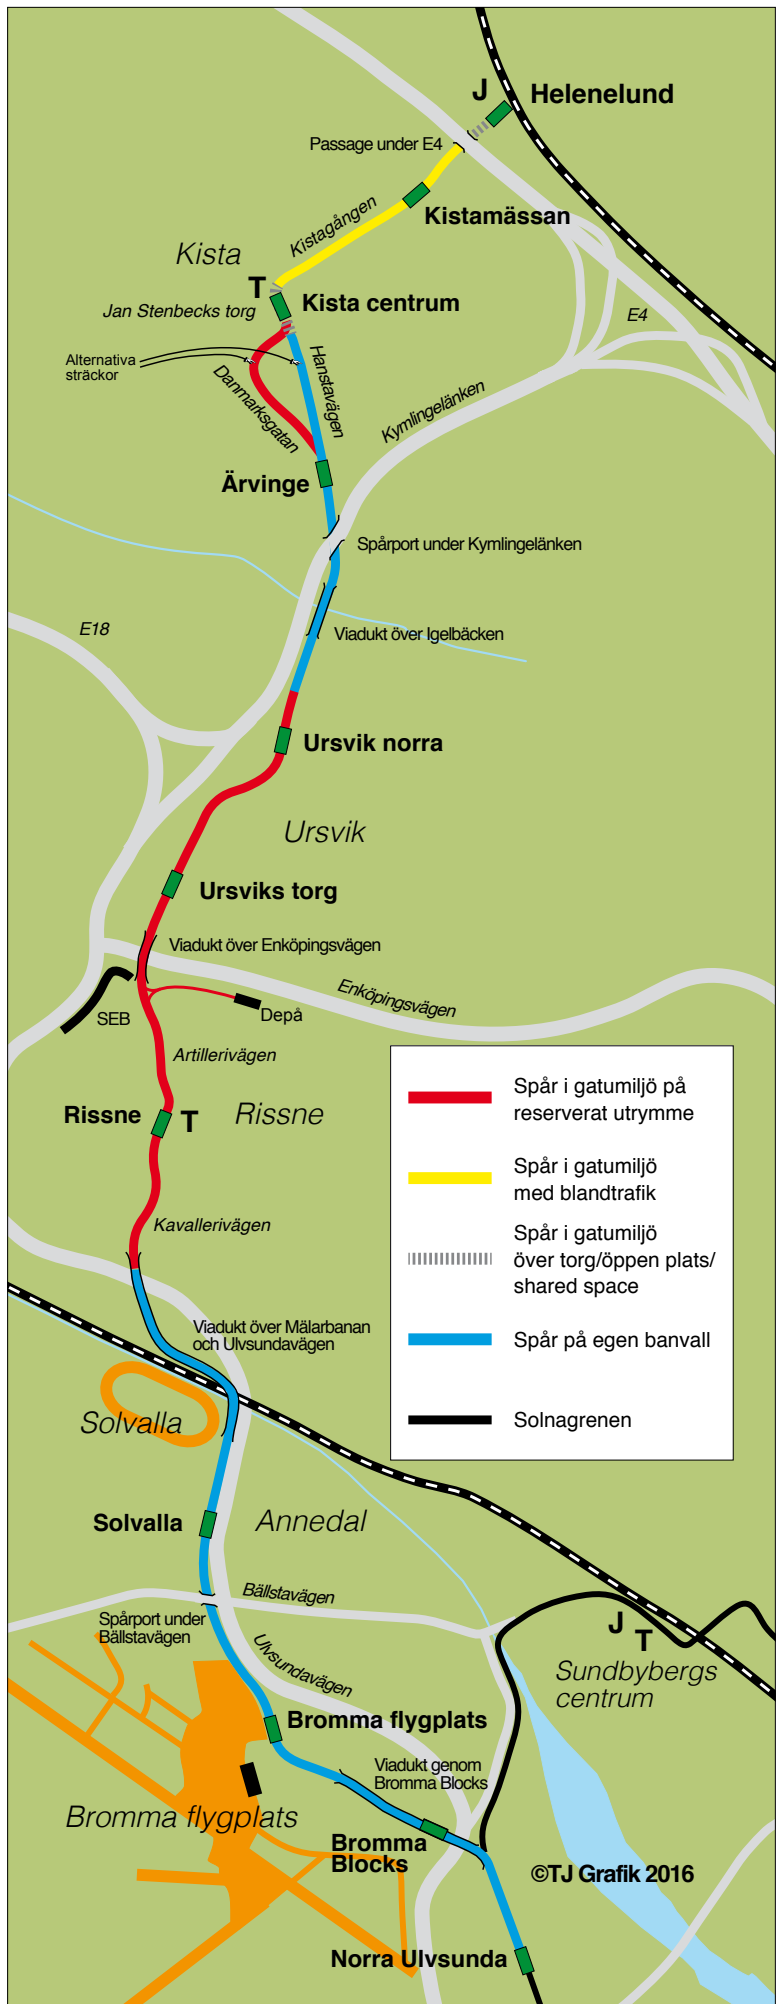 J
Helenelund
Passage under E4
Kistagången
Kistamässan
Kista
T
Kista centrum
Jan Stenbecks torg
E4
Alternativa
sträckor
Hanstavägen
Danmarksgatan
Kymlingelänken
Ärvinge
Spårport under Kymlingelänken
E18
Viadukt över Igelbäcken
Ursvik norra
Ursvik
Ursviks torg
Viadukt över Enköpingsvägen
Enköpingsvägen
SEB
Depå
Artillerivägen
Rissne
T
Rissne
Kavallerivägen
Spår i gatumiljö på
reserverat utrymme
Spår i gatumiljö
med blandtrafik
Spår i gatumiljö
över torg/öppen plats/
shared space
Spår på egen banvall
Solnagrenen
Viadukt över Mälarbanan
och Ulvsundavägen
Solvalla
Solvalla
Annedal
Bällstavägen
Spårport under
Bällstavägen
Ulvsundavägen
J
T
Sundbybergs
centrum
Bromma flygplats
Viadukt genom
Bromma Blocks
Bromma flygplats
Bromma
Blocks
©TJ Grafik 2016
Norra Ulvsunda